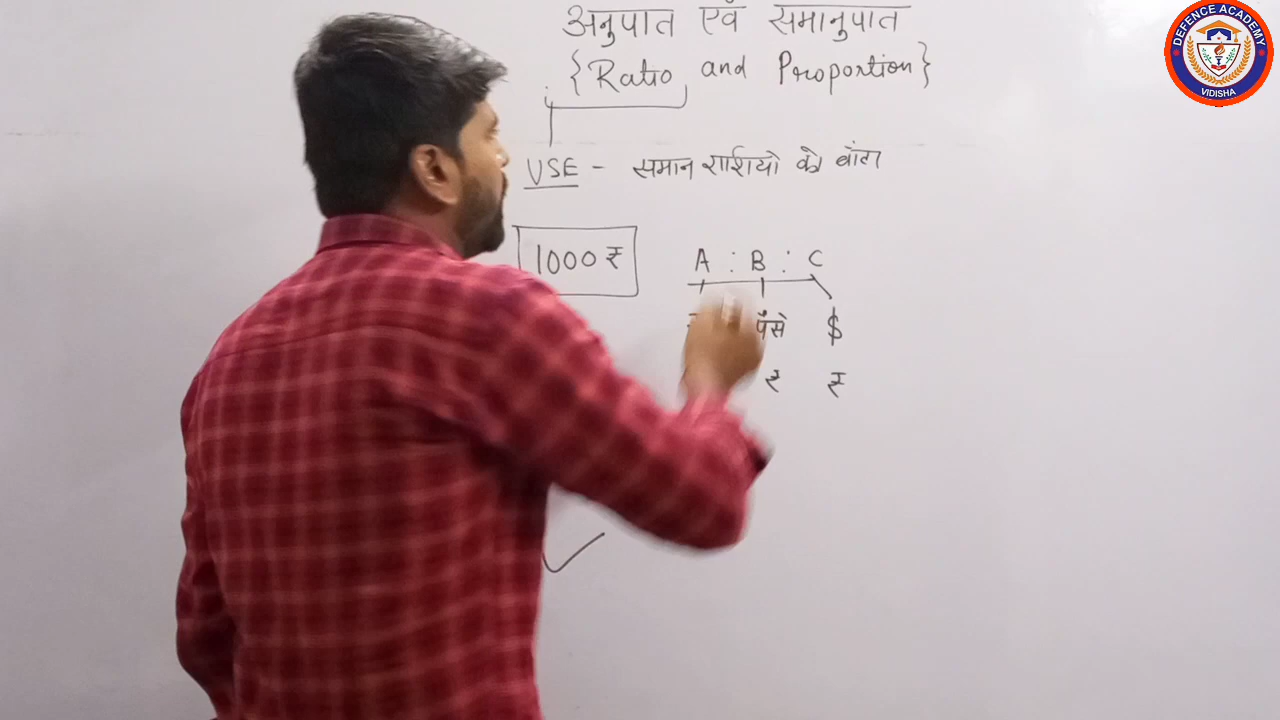 अनुपात एवं समानुपात
{Ratio and Proportion}
USE - समान राशियो को बांटा
1000 ₹
A : B : C
पैसे $
₹ ₹
DEFENCE ACADEMY
VIDISHA